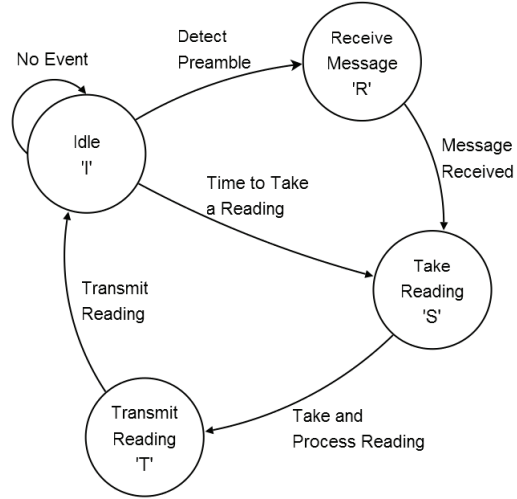 No Event
Detect
Preamble
Receive
Message
'R'
Idle
'I'
Message
Received
Time to Take
a Reading
Take
Reading
'S'
Transmit
Reading
Transmit
Reading
'T'
Take and
Process Reading